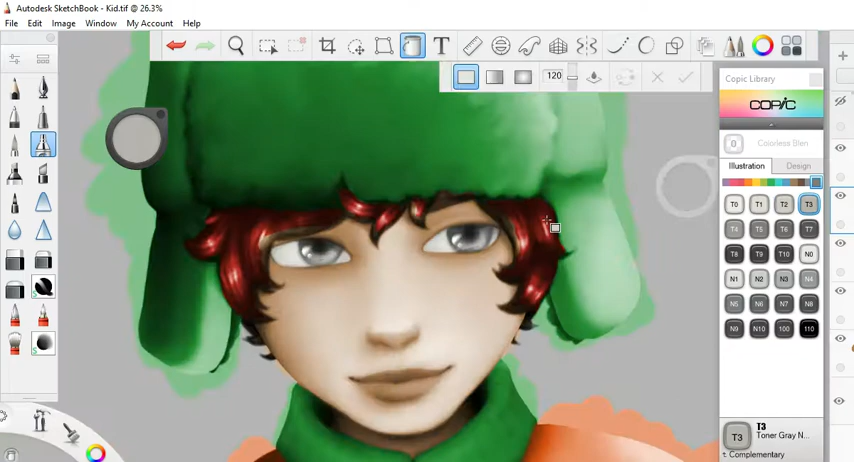 Autodesk SketchBook - Kid.tif @ 26.3%
File Edit Image Window My Account Help
T
120
Copic Library
COPIC
0 Colorless Blen
Illustration Design
T0 T1 T2 T3
T4 T5 T6 T7
T8 T9 T10 N0
N1 N2 N3 N4
N5 N6 N7 N8
N9 N10 100 110
T3
T3
Toner Gray N...
1. Complementary